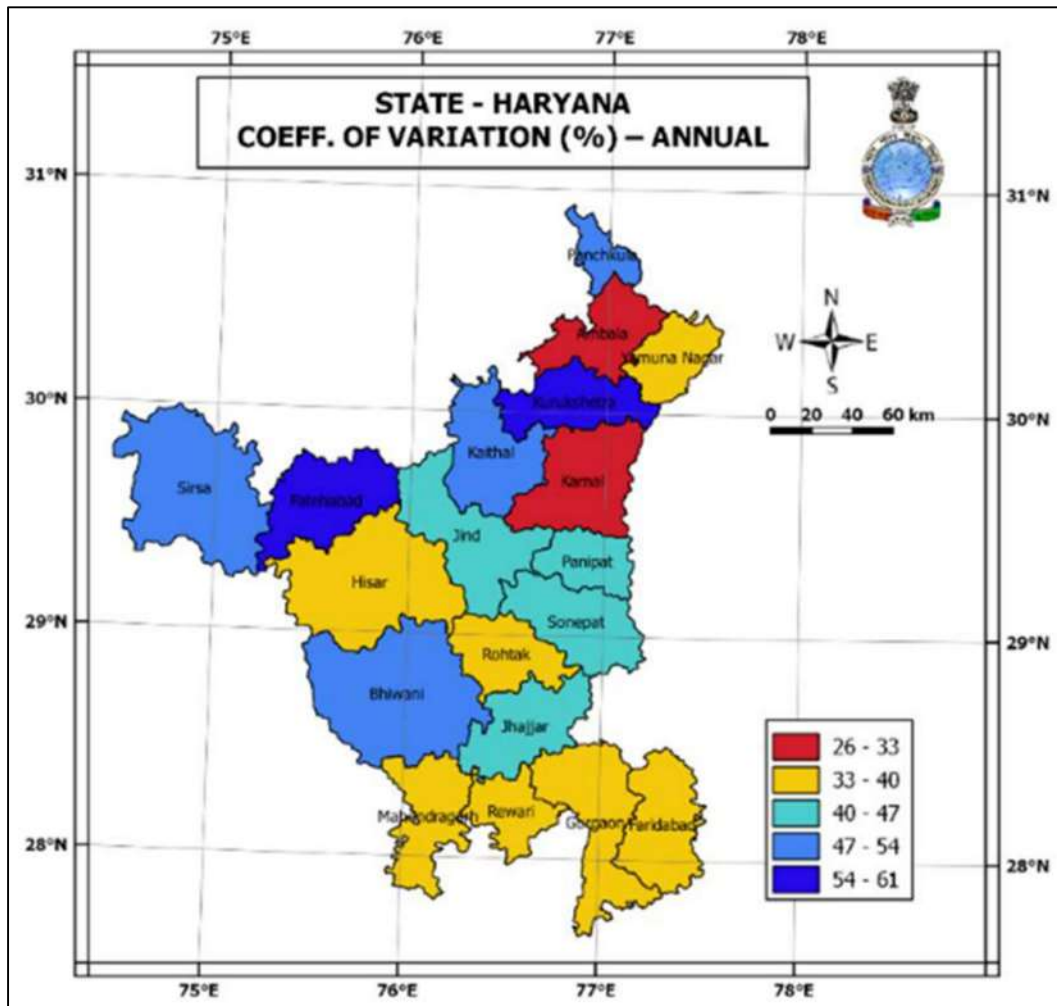 75°E 76°E 77°E 78°E
STATE - HARYANA
COEFF. OF VARIATION (%) – ANNUAL
31°N 31°N
Panchkula
N
Ambala
W E
Yamuna Nagar
S
30°N 30°N
Kurukshetra
0 20 40 60 km
Kaithal
Karnal
Sirsa
Fatehabad
Jind
Panipat
Hisar
29°N 29°N
Sonepat
Rohtak
Bhiwani
Jhajjar
26 - 33
33 - 40
40 - 47
47 - 54
54 - 61
Mahendragarh
Rewari
Gurgaon
Faridabad
28°N 28°N
75°E 76°E 77°E 78°E